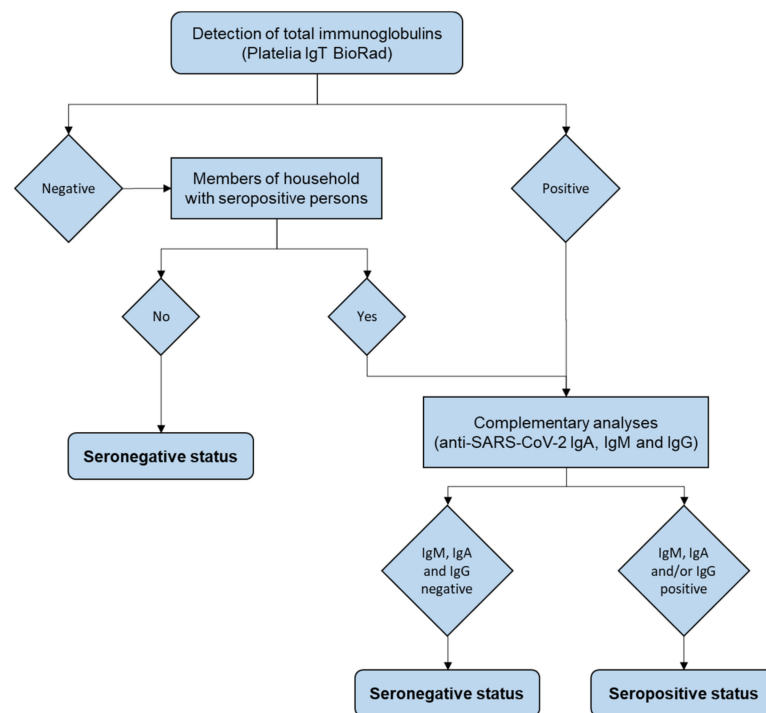 Detection of total immunoglobulins
(Platelia IgT BioRad)
Negative
Members of household
with seropositive persons
Positive
No
Yes
Seronegative status
Complementary analyses
(anti-SARS-CoV-2 IgA, IgM and IgG)
IgM, IgA
and IgG
negative
IgM, IgA
and/or IgG
positive
Seronegative status
Seropositive status